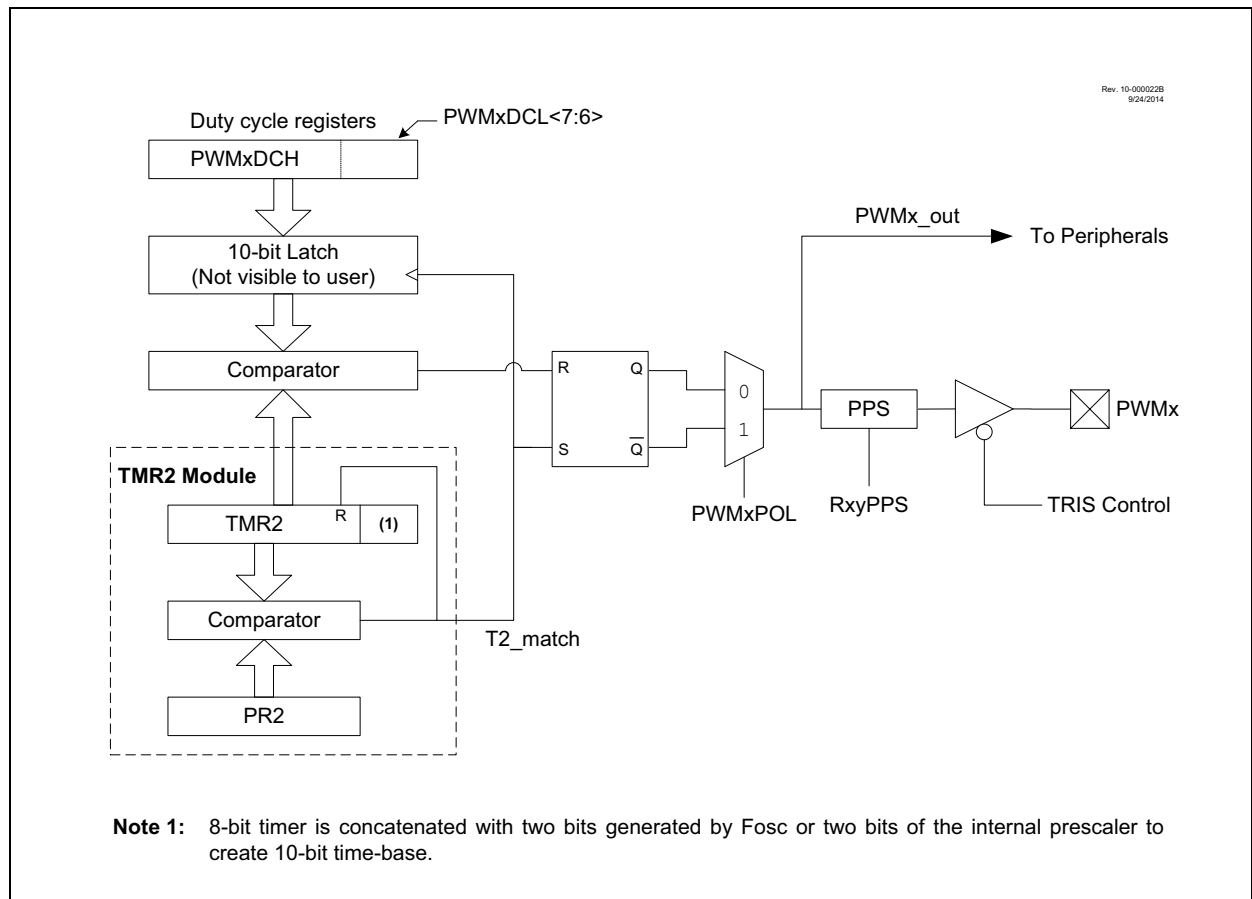 Rev. 10-000022B
9/24/2014
Duty cycle registers
PWMxDCL<7:6>
PWMxDCH
10-bit Latch
(Not visible to user)
Comparator
TMR2 Module
TMR2
R
(1)
Comparator
PR2
T2_match
R
Q
S
Q̅
0
1
PWMxPOL
PWMx_out
To Peripherals
PPS
RxyPPS
PWMx
TRIS Control
Note 1: 8-bit timer is concatenated with two bits generated by Fosc or two bits of the internal prescaler to
create 10-bit time-base.